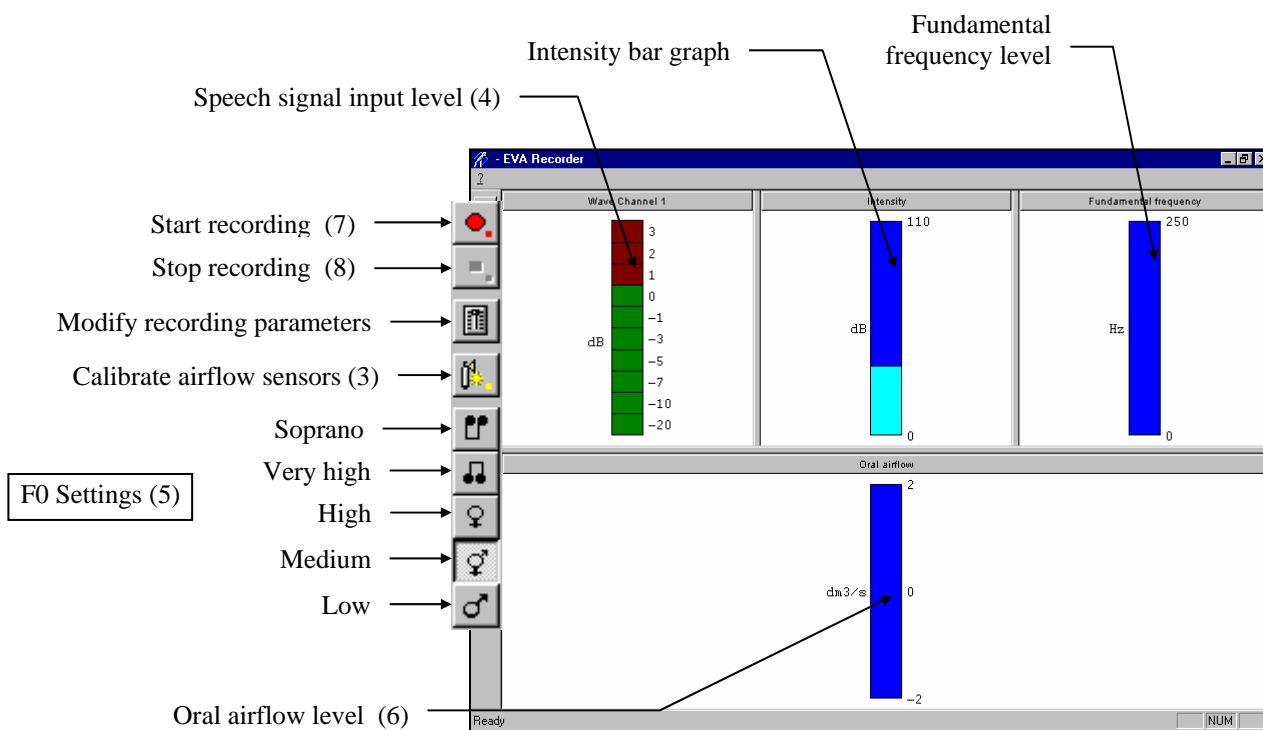 Fundamental
frequency level
Intensity bar graph
Speech signal input level (4)
- EVA Recorder
?
Wave Channel 1
Intensity
Fundamental frequency
3
2
1
0
-1
-3
-5
-7
-10
-20
dB
110
dB
0
250
Hz
0
Start recording (7)
Stop recording (8)
Modify recording parameters
Calibrate airflow sensors (3)
Soprano
Very high
F0 Settings (5)
High
Medium
Low
Oral airflow
2
dm3/s
0
-2
Oral airflow level (6)
Ready
NUM